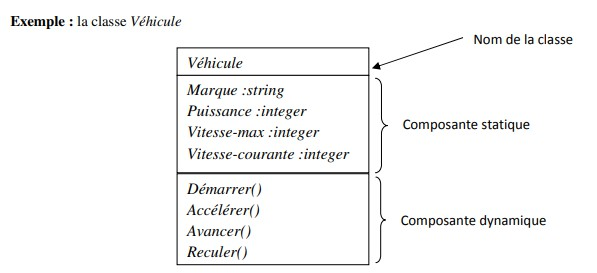 Exemple : la classe Véhicule
Nom de la classe
Véhicule
Marque :string
Puissance :integer
Vitesse-max :integer
Vitesse-courante :integer
Composante statique
Démarrer()
Accélérer()
Avancer()
Reculer()
Composante dynamique